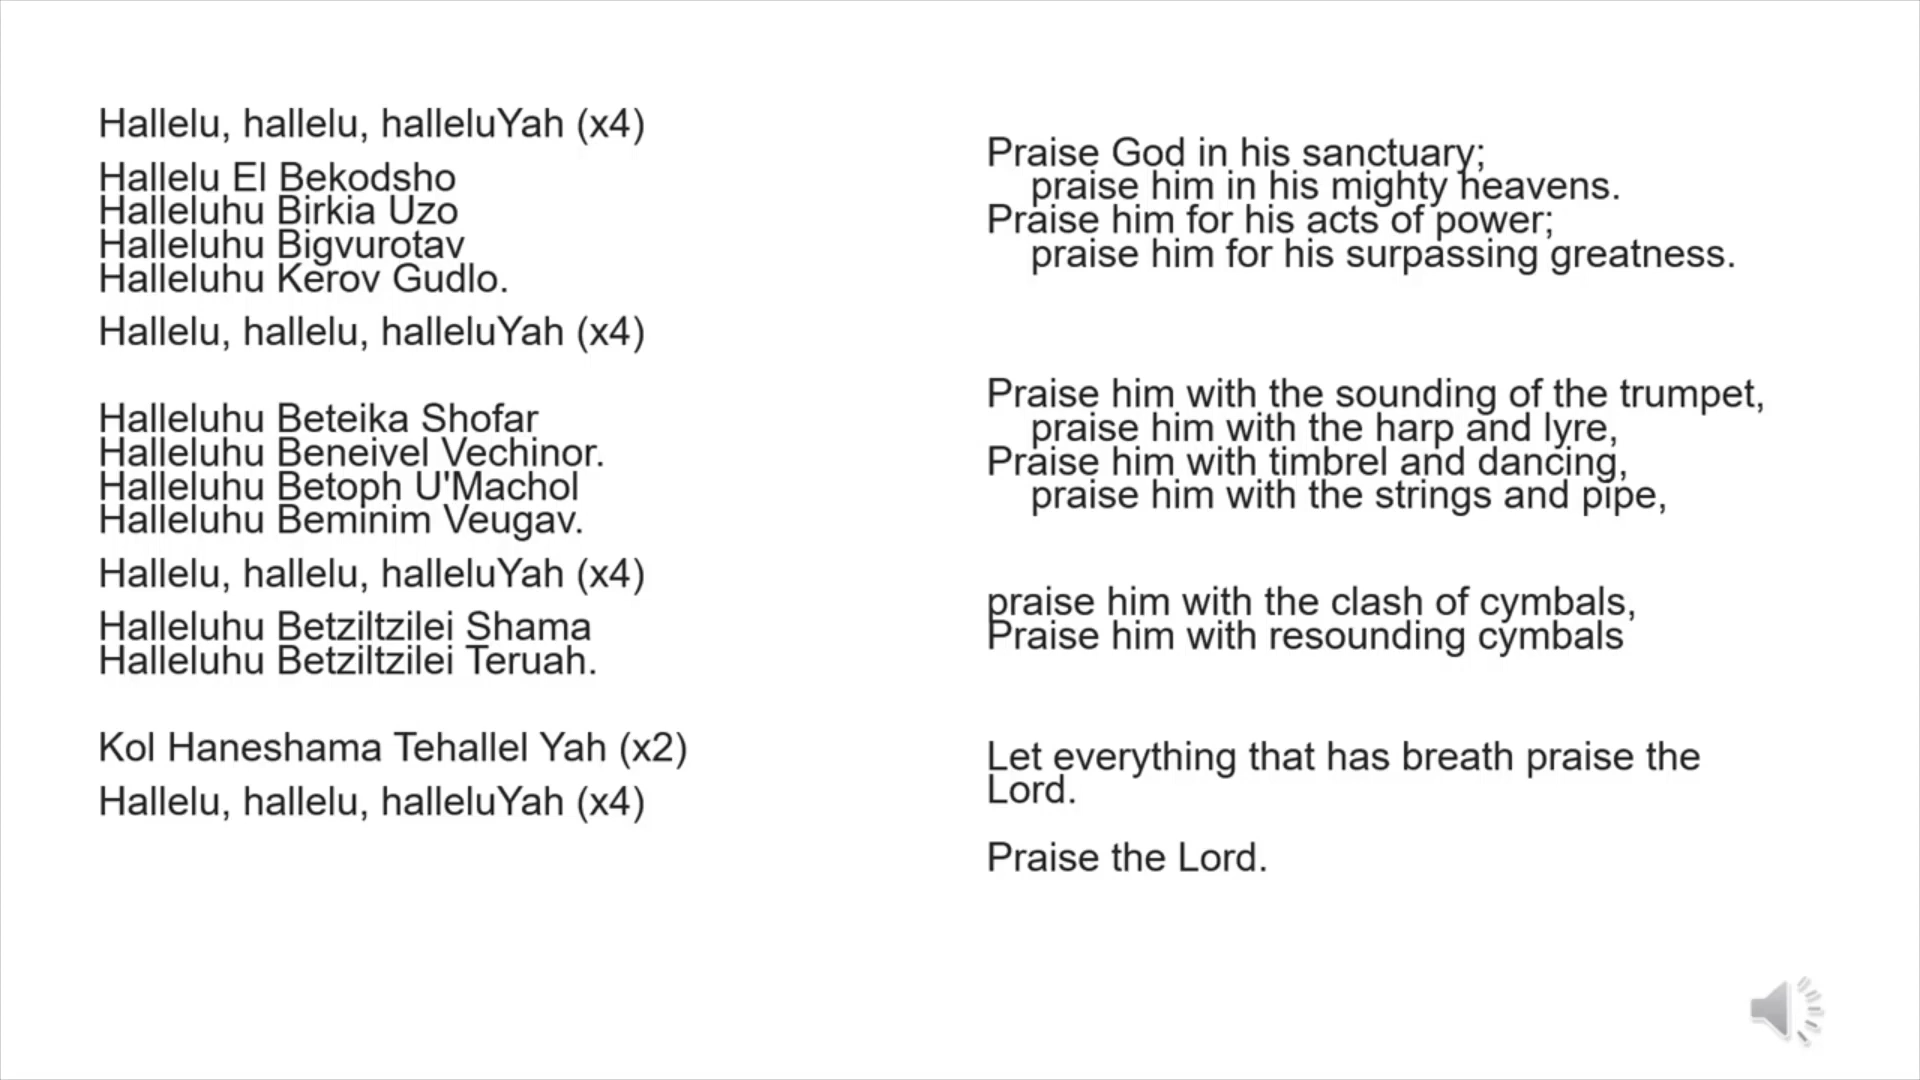 Hallelu, hallelu, halleluYah (x4)
Hallelu El Bekodsho
Halleluhu Birkia Uzo
Halleluhu Bigvurotav
Halleluhu Kerov Gudlo.
Hallelu, hallelu, halleluYah (x4)
Halleluhu Beteika Shofar
Halleluhu Beneivel Vechinor.
Halleluhu Betoph U'Machol
Halleluhu Beminim Veugav.
Hallelu, hallelu, halleluYah (x4)
Halleluhu Betziltzilei Shama
Halleluhu Betziltzilei Teruah.
Kol Haneshama Tehallel Yah (x2)
Hallelu, hallelu, halleluYah (x4)
Praise God in his sanctuary;
praise him in his mighty heavens.
Praise him for his acts of power;
praise him for his surpassing greatness.
Praise him with the sounding of the trumpet,
praise him with the harp and lyre,
Praise him with timbrel and dancing,
praise him with the strings and pipe,
praise him with the clash of cymbals,
Praise him with resounding cymbals
Let everything that has breath praise the
Lord.
Praise the Lord.